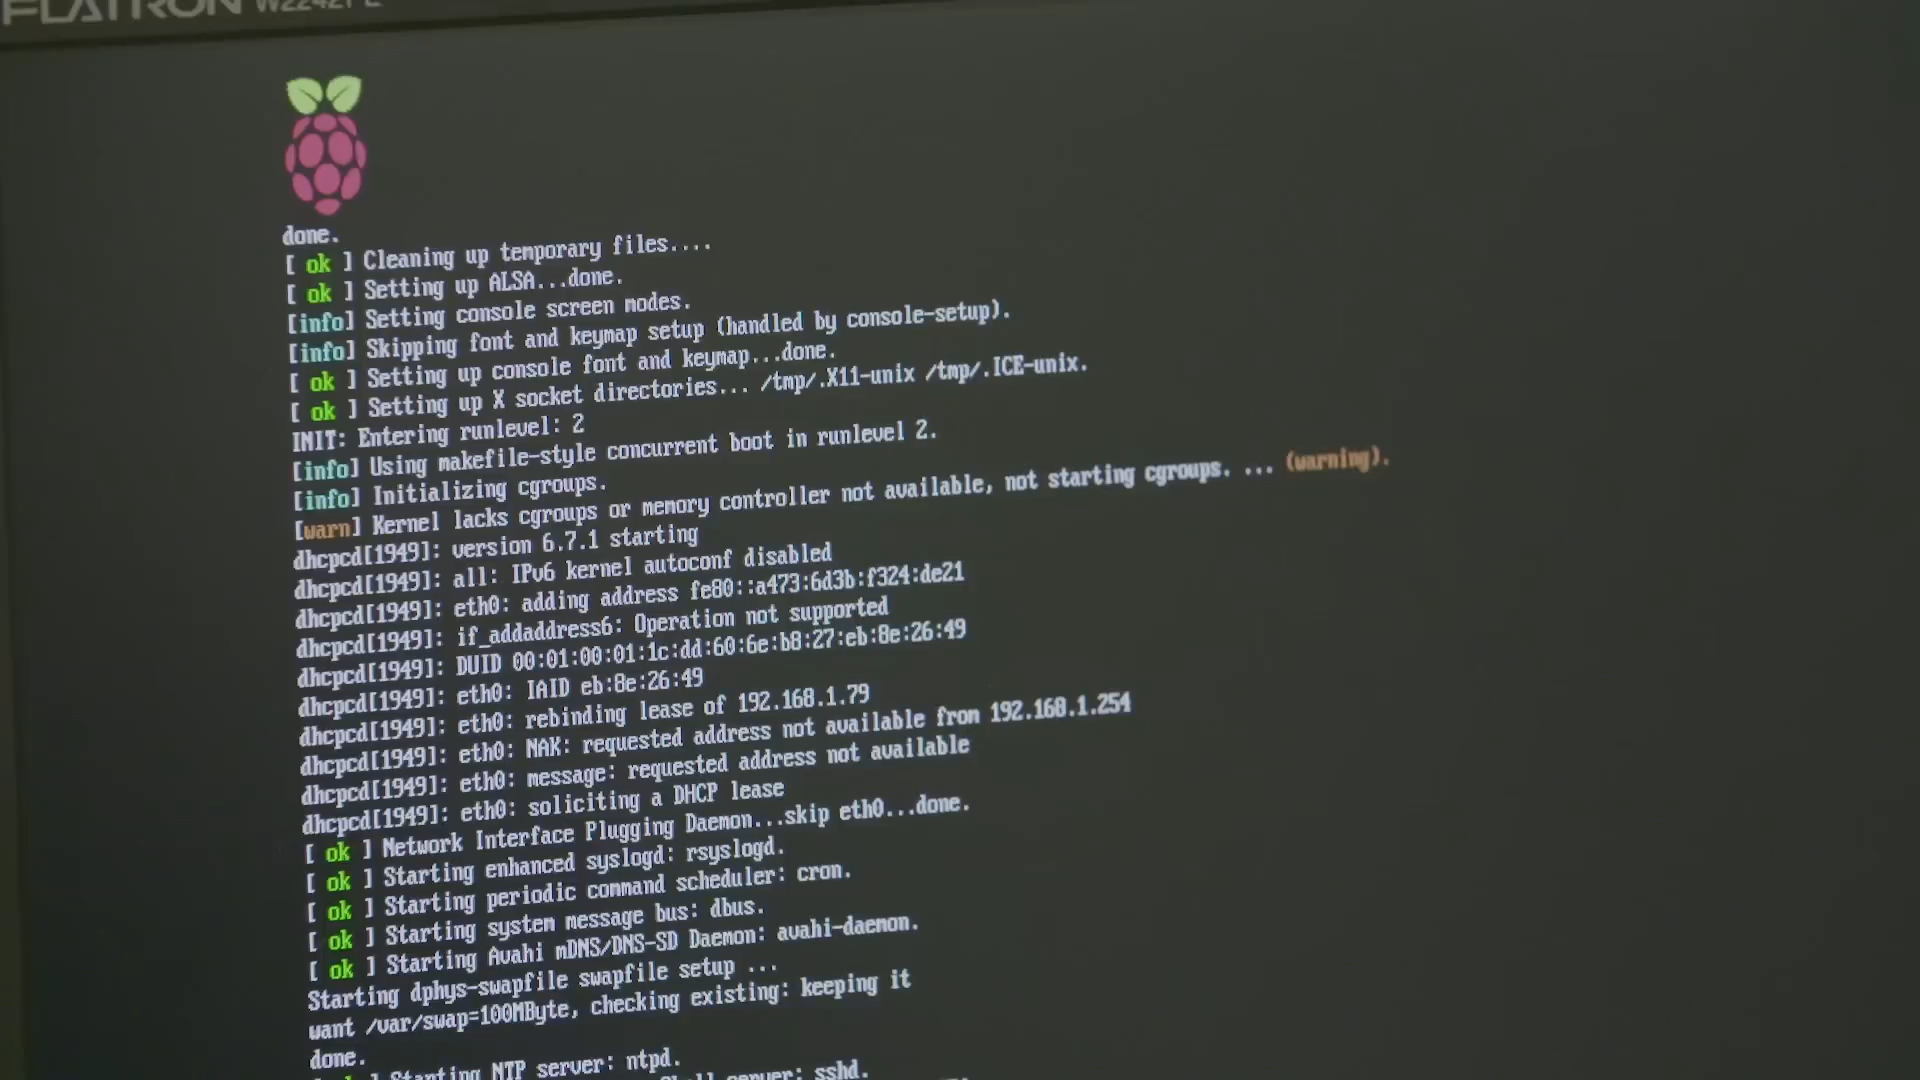 FLATRON W2242PE
done.
[ ok ] Cleaning up temporary files....
[ ok ] Setting up ALSA...done.
[info] Setting console screen modes.
[info] Skipping font and keymap setup (handled by console-setup).
[ ok ] Setting up console font and keymap...done.
[ ok ] Setting up X socket directories... /tmp/.X11-unix /tmp/.ICE-unix.
INIT: Entering runlevel: 2
[info] Using makefile-style concurrent boot in runlevel 2.
[info] Initializing cgroups.
[warn] Kernel lacks cgroups or memory controller not available, not starting cgroups. ... (warning).
dhcpcd[1949]: version 6.7.1 starting
dhcpcd[1949]: all: IPv6 kernel autoconf disabled
dhcpcd[1949]: eth0: adding address fe80::a473:6d3b:f324:de21
dhcpcd[1949]: if_addaddress6: Operation not supported
dhcpcd[1949]: DUID 00:01:00:01:1c:dd:60:6e:b8:27:eb:8e:26:49
dhcpcd[1949]: eth0: IAID eb:8e:26:49
dhcpcd[1949]: eth0: rebinding lease of 192.168.1.79
dhcpcd[1949]: eth0: NAK: requested address not available from 192.168.1.254
dhcpcd[1949]: eth0: message: requested address not available
dhcpcd[1949]: eth0: soliciting a DHCP lease
[ ok ] Network Interface Plugging Daemon...skip eth0...done.
[ ok ] Starting enhanced syslogd: rsyslogd.
[ ok ] Starting periodic command scheduler: cron.
[ ok ] Starting system message bus: dbus.
[ ok ] Starting Avahi mDNS/DNS-SD Daemon: avahi-daemon.
Starting dphys-swapfile swapfile setup ...
want /var/swap=100MByte, checking existing: keeping it
done.
] Starting NTP server: ntpd.
Shell server: sshd.